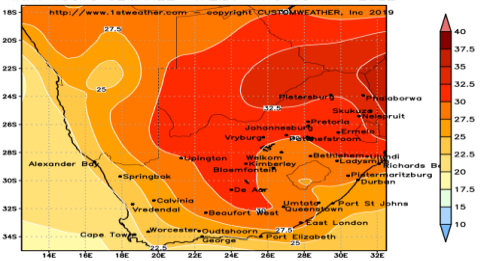 http://www.1stweather.com – copyright CUSTOMWEATHER, Inc 2019
18S
20S
22S
24S
26S
28S
30S
32S
34S
14E 16E 18E 20E 22E 24E 26E 28E 30E 32E
27.5
25
32.5
27.5
25
22.5
Pietersburg
Phalaborwa
Skukuza
Nelspruit
Pretoria
Johannesburg
Ermelo
Vryburg
Potchefstroom
Welkom
Bethlehem
Ulundi
Ladysmith
Upington
Kimberley
Richards Ba
Bloemfontein
Alexander Bay
Springbok
Pietermaritzburg
Durban
De Aar
Calvinia
Umtata
Port St Johns
Vredendal
Queenstown
Beaufort West
East London
Worcester
Oudtshoorn
Cape Town
George
Port Elizabeth
40
37.5
35
32.5
30
27.5
25
22.5
20
17.5
15
10